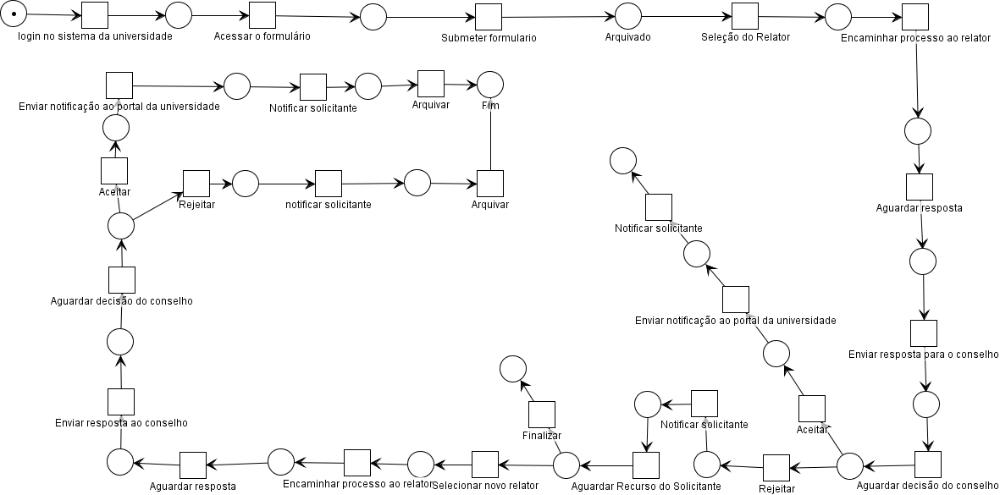 login no sistema da universidade
Acessar o formulário
Submeter formulario
Arquivado
Seleção do Relator
Encaminhar processo ao relator
Enviar notificação ao portal da universidade
Notificar solicitante
Arquivar
Fim
Aceitar
Rejeitar
notificar solicitante
Arquivar
Aguardar resposta
Notificar solicitante
Aguardar decisão do conselho
Enviar notificação ao portal da universidade
Enviar resposta para o conselho
Enviar resposta ao conselho
Finalizar
Notificar solicitante
Aceitar
Aguardar resposta
Encaminhar processo ao relator
Selecionar novo relator
Aguardar Recurso do Solicitante
Rejeitar
Aguardar decisão do conselho